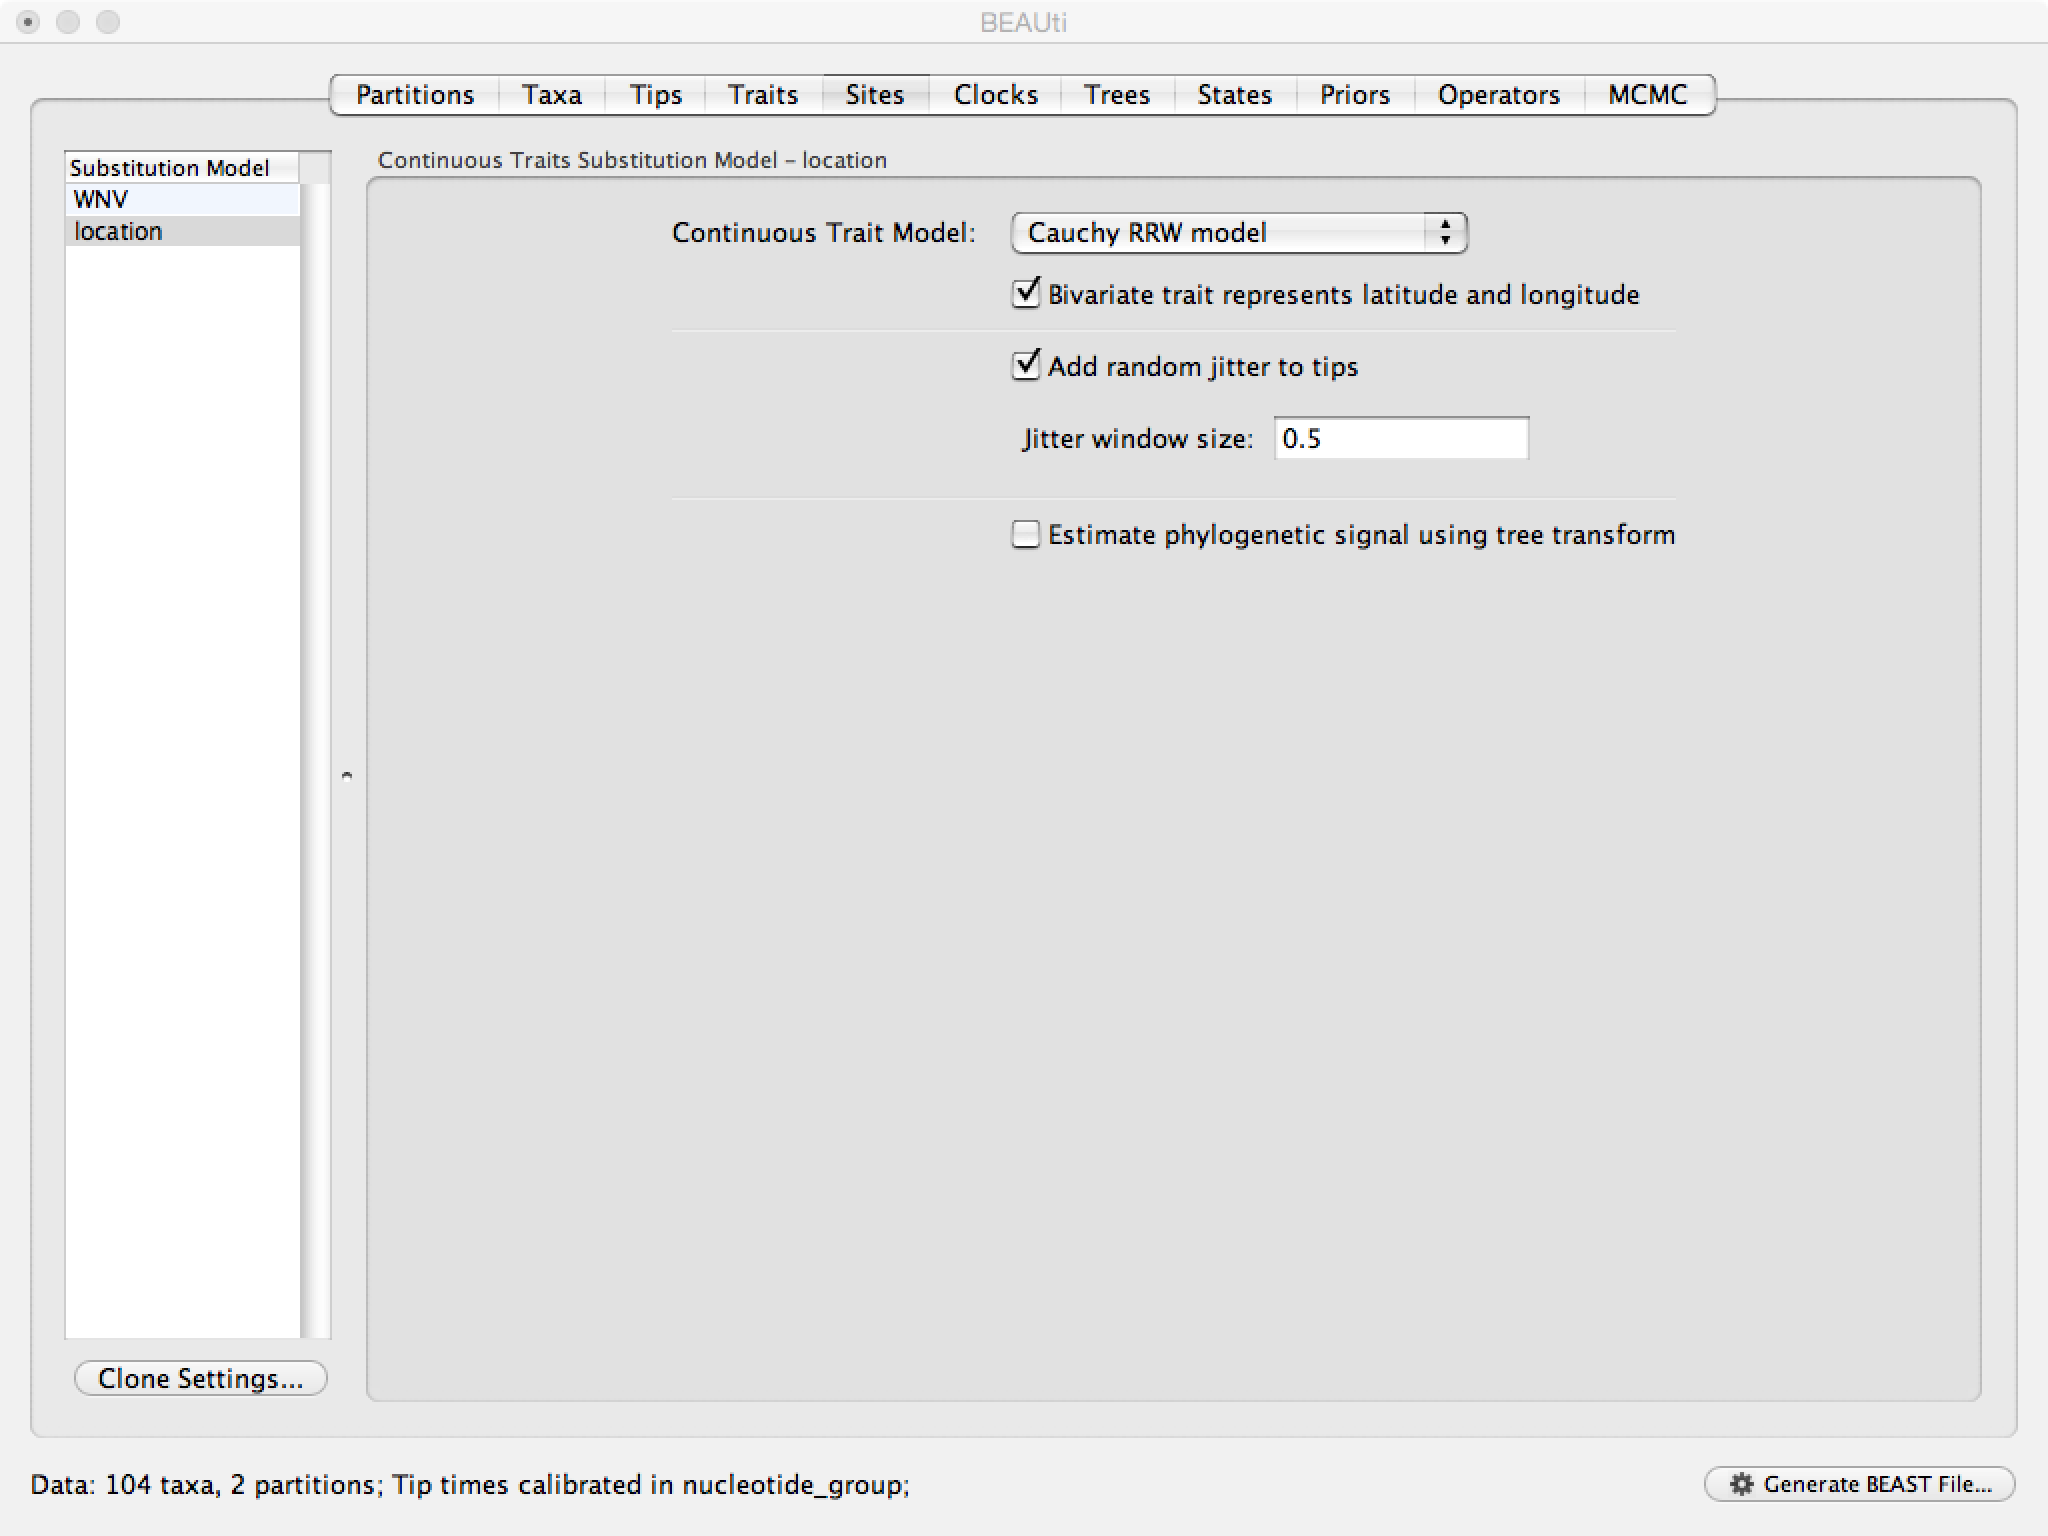 BEAUti
Partitions Taxa Tips Traits Sites Clocks Trees States Priors Operators MCMC
Substitution Model
WNV
location
Continuous Traits Substitution Model – location
Continuous Trait Model: Cauchy RRW model
Bivariate trait represents latitude and longitude
Add random jitter to tips
Jitter window size: 0.5
Estimate phylogenetic signal using tree transform
Clone Settings...
Data: 104 taxa, 2 partitions; Tip times calibrated in nucleotide_group;
Generate BEAST File...